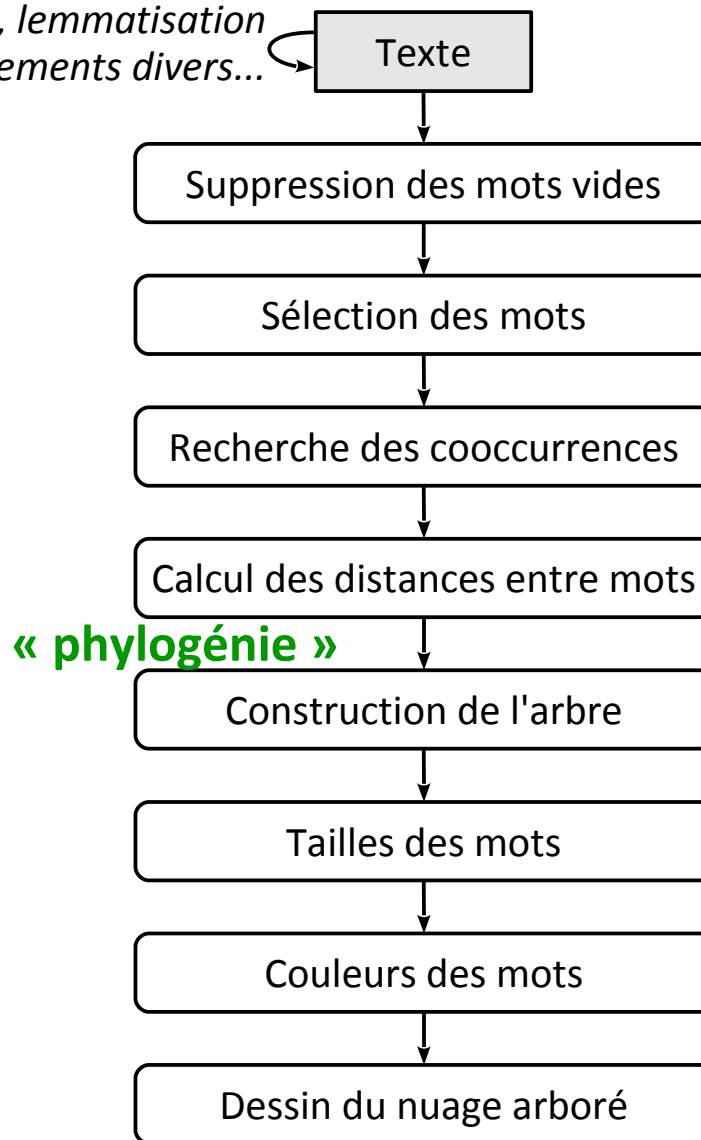 , lemmatisation
ements divers...
Texte
Suppression des mots vides
Sélection des mots
Recherche des cooccurrences
Calcul des distances entre mots
« phylogénie »
Construction de l'arbre
Tailles des mots
Couleurs des mots
Dessin du nuage arboré